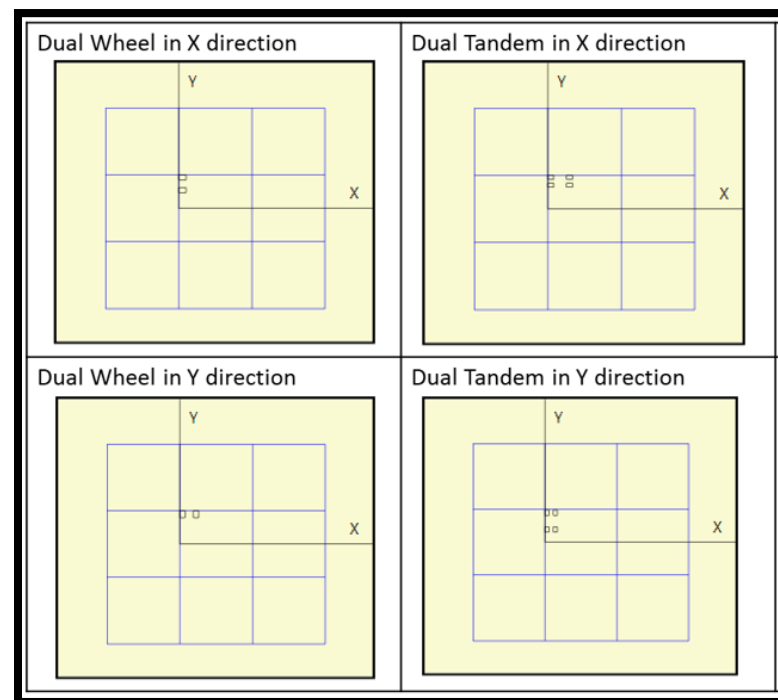 Dual Wheel in X direction
Y
X
Dual Tandem in X direction
Y
X
Dual Wheel in Y direction
Y
X
Dual Tandem in Y direction
Y
X